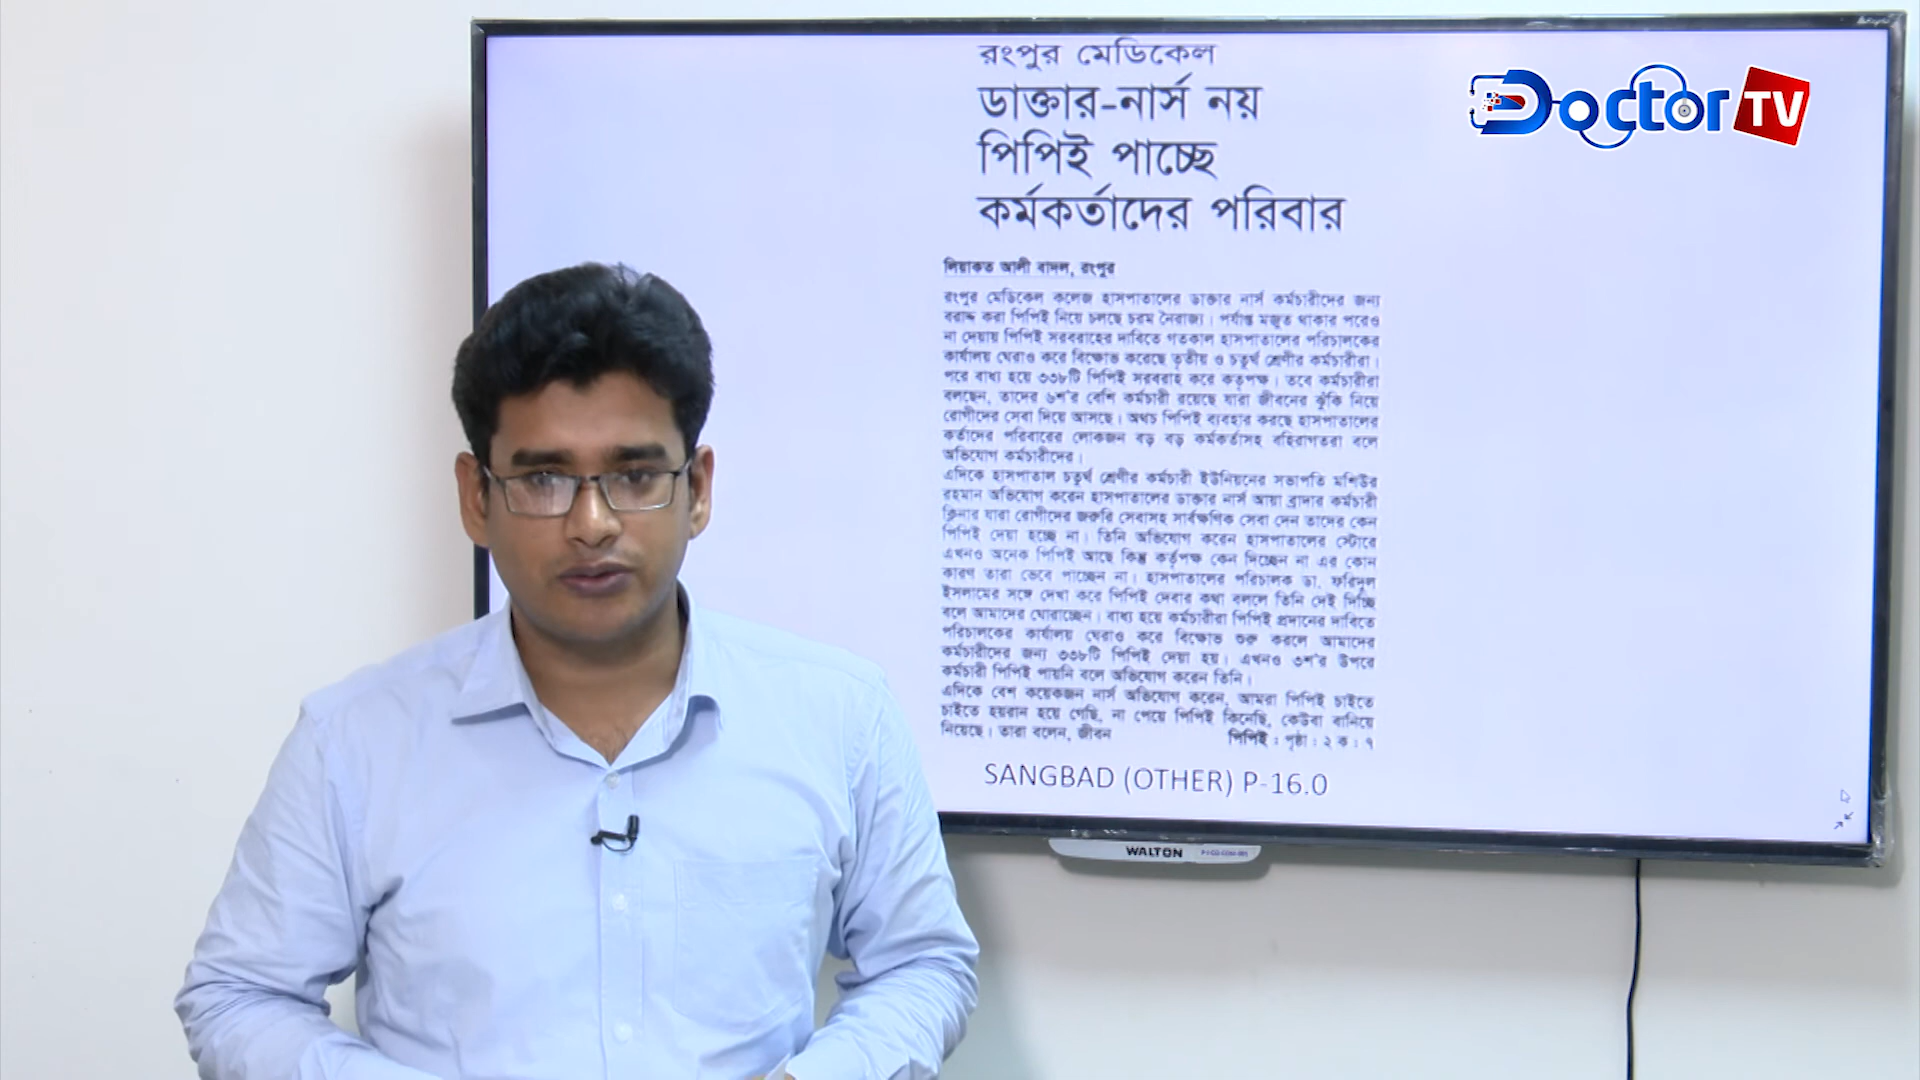 রংপুর মেডিকেল
ডাক্তার-নার্স নয়
পিপিই পাচ্ছে
কর্মকর্তাদের পরিবার
লিয়াকত আলী বাদল, রংপুর
রংপুর মেডিকেল কলেজ হাসপাতালের ডাক্তার নার্স কর্মচারীদের জন্য
বরাদ্দ করা পিপিই নিয়ে চলছে চরম নৈরাজ্য। পর্যাপ্ত মজুত থাকার পরেও
না দেয়ায় পিপিই সরবরাহের দাবিতে গতকাল হাসপাতালের পরিচালকের
কার্যালয় ঘেরাও করে বিক্ষোভ করেছে তৃতীয় ও চতুর্থ শ্রেণীর কর্মচারীরা।
পরে বাধ্য হয়ে ৩৩৮টি পিপিই সরবরাহ করে কর্তৃপক্ষ। তবে কর্মচারীরা
বলছেন, তাদের ৬শ'র বেশি কর্মচারী রয়েছে যারা জীবনের ঝুঁকি নিয়ে
রোগীদের সেবা দিয়ে আসছে। অথচ পিপিই ব্যবহার করছে হাসপাতালের
কর্তাদের পরিবারের লোকজন বড় বড় কর্মকর্তাসহ বহিরাগতরা বলে
অভিযোগ কর্মচারীদের।
এদিকে হাসপাতাল চতুর্থ শ্রেণীর কর্মচারী ইউনিয়নের সভাপতি মশিউর
রহমান অভিযোগ করেন হাসপাতালের ডাক্তার নার্স আয়া ব্রাদার কর্মচারী
ক্লিনার যারা রোগীদের জরুরি সেবাসহ সার্বক্ষণিক সেবা দেন তাদের কেন
পিপিই দেয়া হচ্ছে না। তিনি অভিযোগ করেন হাসপাতালের স্টোরে
এখনও অনেক পিপিই আছে কিন্তু কর্তৃপক্ষ কেন দিচ্ছেন না এর কোন
কারণ তারা ভেবে পাচ্ছেন না। হাসপাতালের পরিচালক ডা. ফরিদুল
ইসলামের সঙ্গে দেখা করে পিপিই দেবার কথা বললে তিনি দেই দিচ্ছি
বলে আমাদের ঘোরাচ্ছেন। বাধ্য হয়ে কর্মচারীরা পিপিই প্রদানের দাবিতে
পরিচালকের কার্যালয় ঘেরাও করে বিক্ষোভ শুরু করলে আমাদের
কর্মচারীদের জন্য ৩৩৮টি পিপিই দেয়া হয়। এখনও ৩শ'র উপরে
কর্মচারী পিপিই পায়নি বলে অভিযোগ করেন তিনি।
এদিকে বেশ কয়েকজন নার্স অভিযোগ করেন, আমরা পিপিই চাইতে
চাইতে হয়রান হয়ে গেছি, না পেয়ে পিপিই কিনেছি, কেউবা বানিয়ে
নিয়েছে। তারা বলেন, জীবন পিপিই : পৃষ্ঠা : ২ ক : ৭
SANGBAD (OTHER) P-16.0
Doctor TV
WALTON